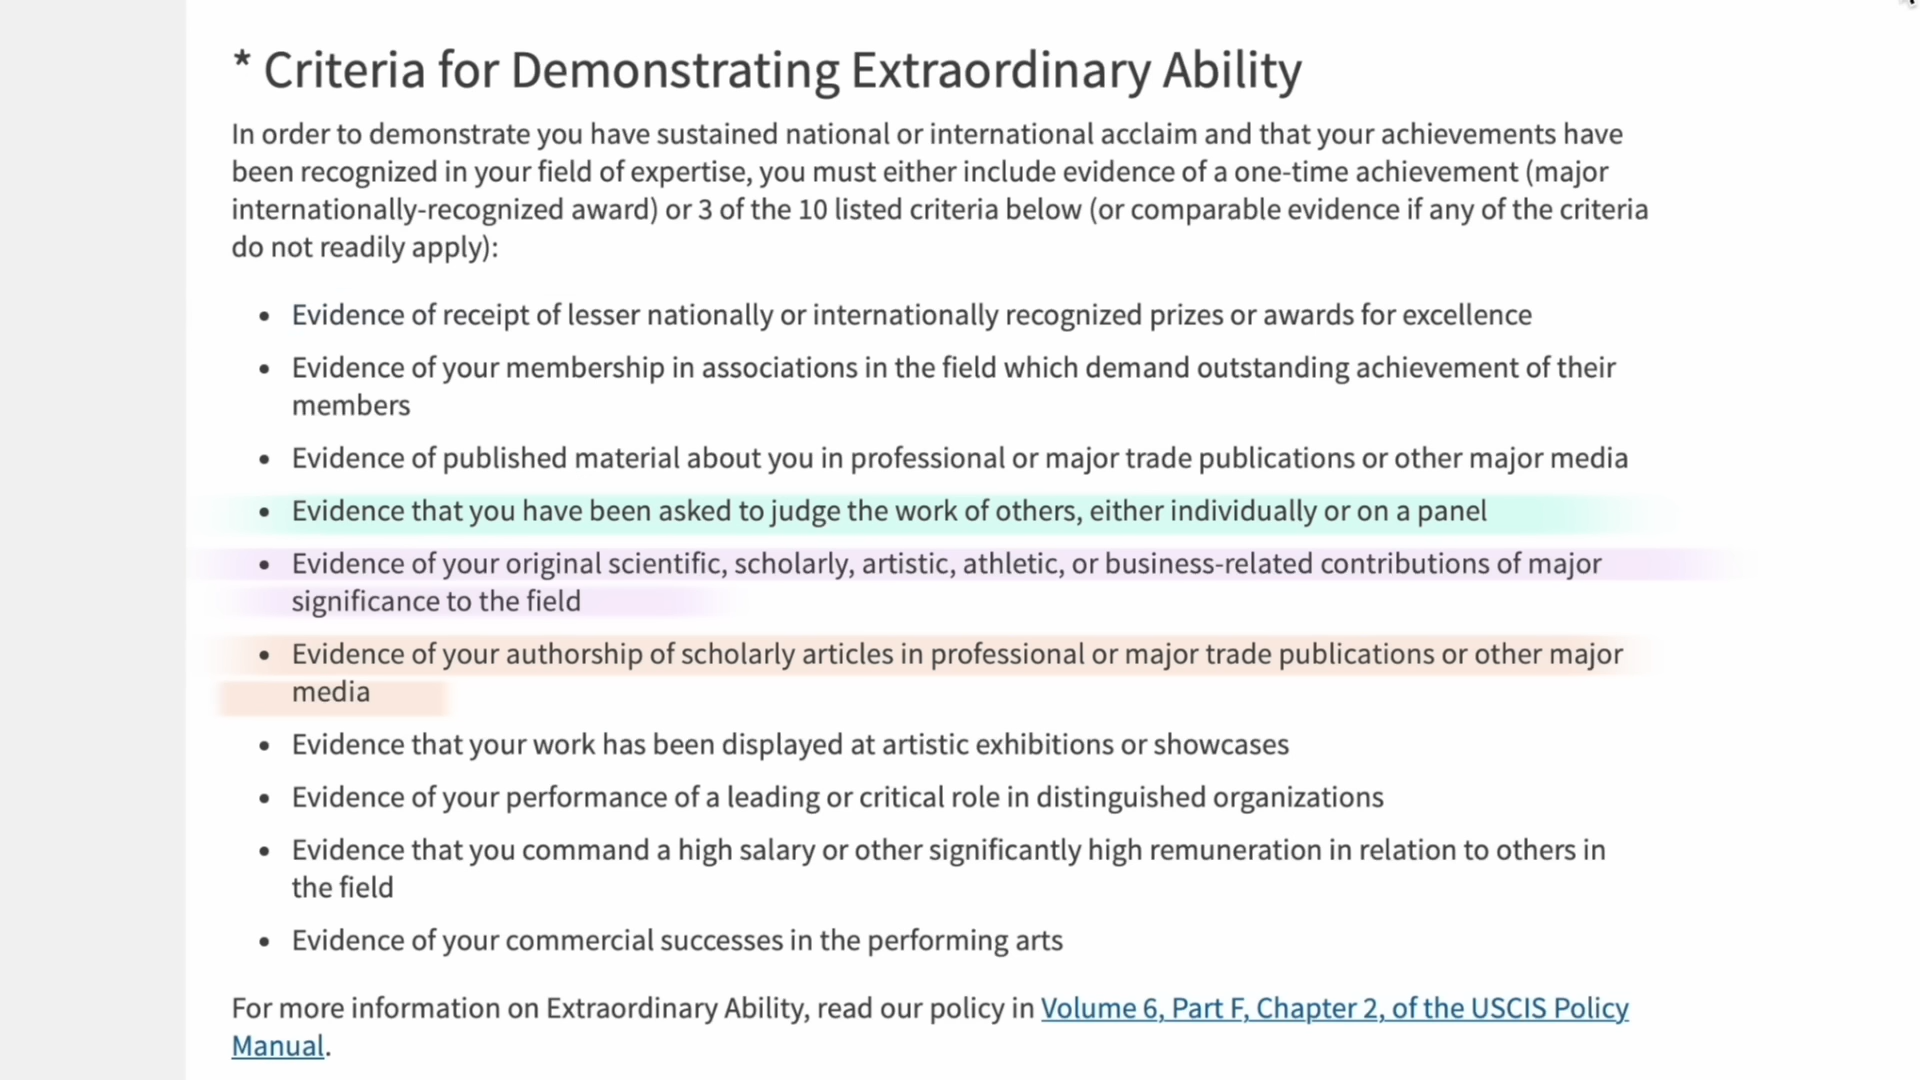 * Criteria for Demonstrating Extraordinary Ability
In order to demonstrate you have sustained national or international acclaim and that your achievements have
been recognized in your field of expertise, you must either include evidence of a one-time achievement (major
internationally-recognized award) or 3 of the 10 listed criteria below (or comparable evidence if any of the criteria
do not readily apply):
• Evidence of receipt of lesser nationally or internationally recognized prizes or awards for excellence
• Evidence of your membership in associations in the field which demand outstanding achievement of their
members
• Evidence of published material about you in professional or major trade publications or other major media
• Evidence that you have been asked to judge the work of others, either individually or on a panel
• Evidence of your original scientific, scholarly, artistic, athletic, or business-related contributions of major
significance to the field
• Evidence of your authorship of scholarly articles in professional or major trade publications or other major
media
• Evidence that your work has been displayed at artistic exhibitions or showcases
• Evidence of your performance of a leading or critical role in distinguished organizations
• Evidence that you command a high salary or other significantly high remuneration in relation to others in
the field
• Evidence of your commercial successes in the performing arts
For more information on Extraordinary Ability, read our policy in Volume 6, Part F, Chapter 2, of the USCIS Policy
Manual.